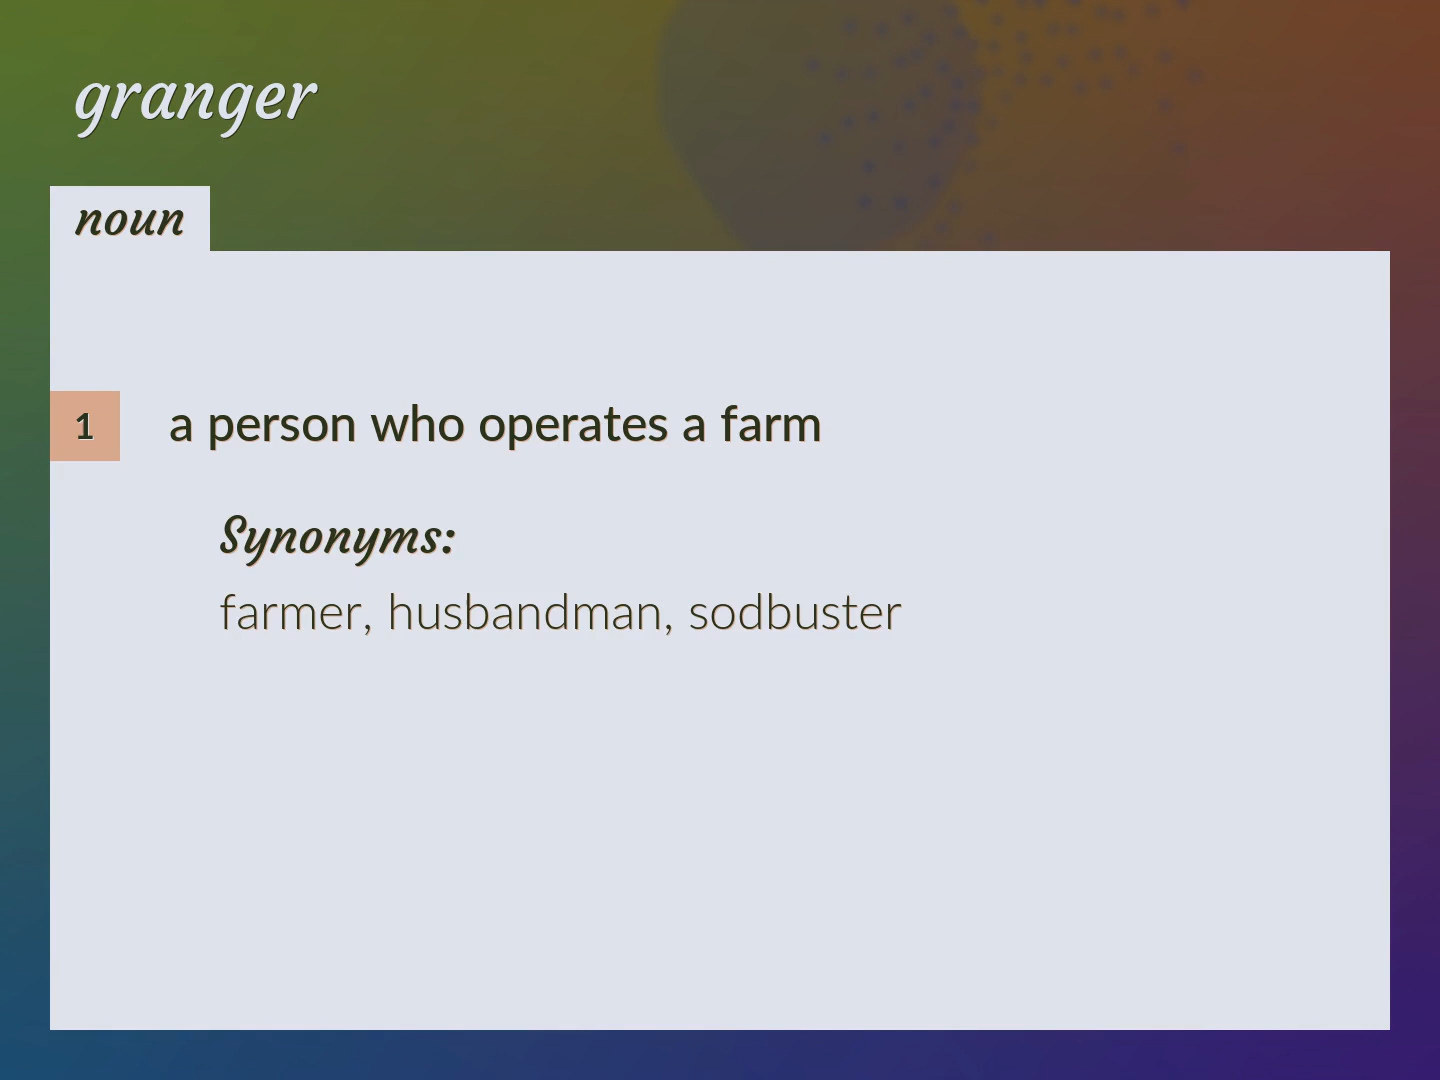 granger
noun
1 a person who operates a farm
Synonyms:
farmer, husbandman, sodbuster